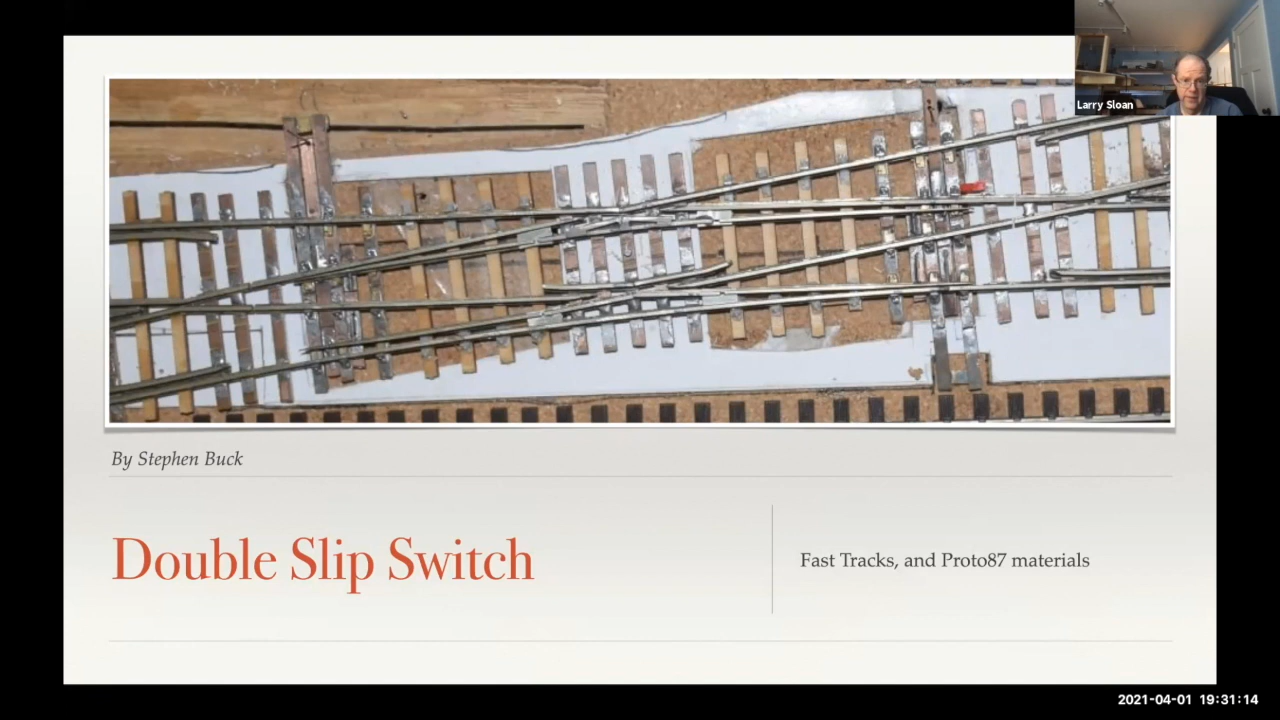 Larry Sloan
By Stephen Buck
Double Slip Switch
Fast Tracks, and Proto87 materials
2021-04-01 19:31:14